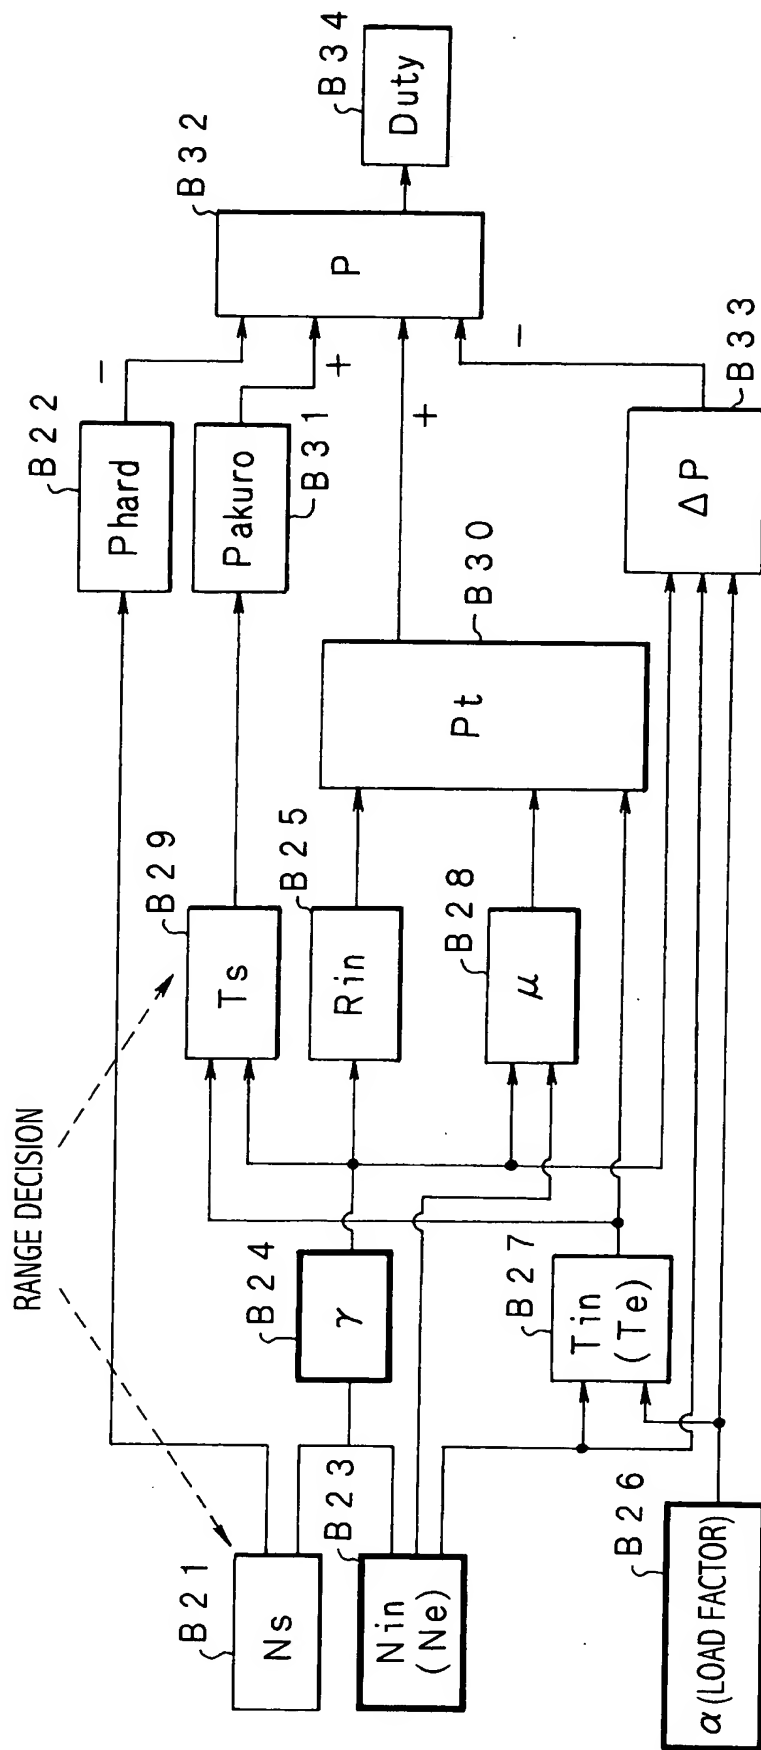 RANGE DECISION
B21
Ns
B22
Phard
B23
Nin
(Ne)
B24
γ
B29
Ts
B31
Pakuro
B25
Rin
B28
μ
B30
Pt
B32
P
B34
Duty
B26
α (LOAD FACTOR)
B27
Tin
(Te)
B33
ΔP
−
+
+
−